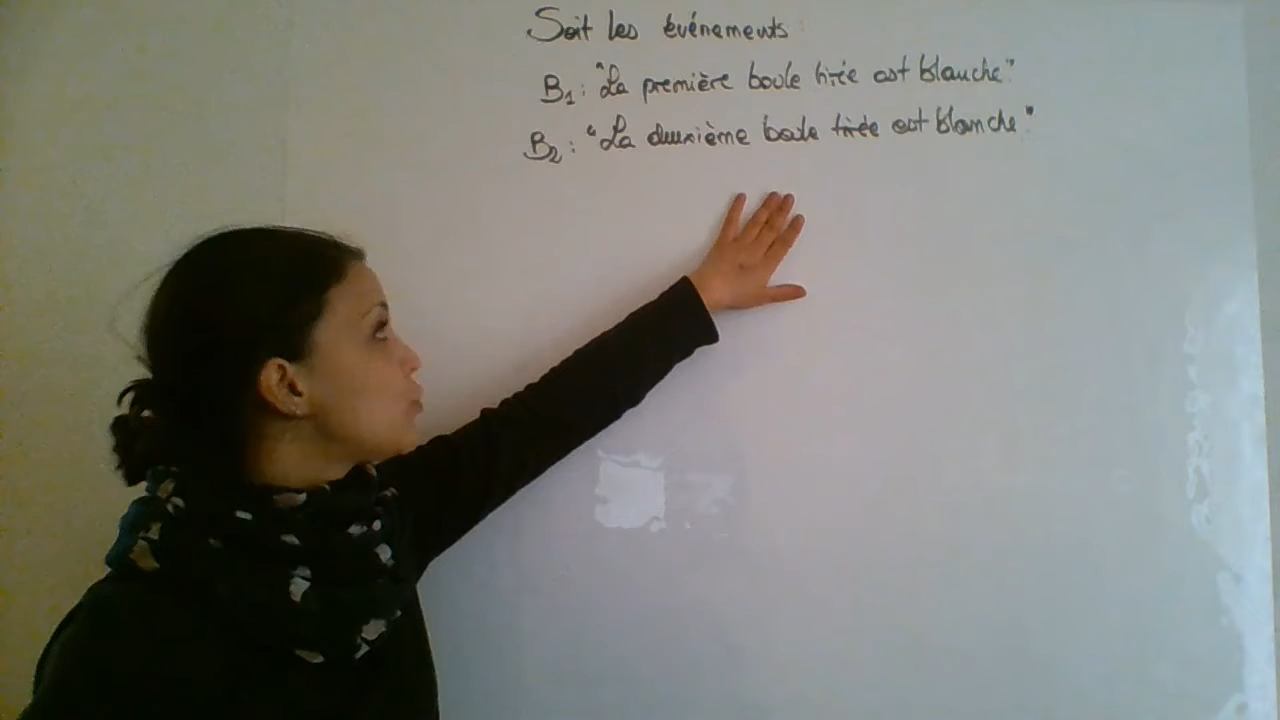 Soit les événements
B1 : "La première boule tirée est blanche"
B2 : "La deuxième boule tirée est blanche"